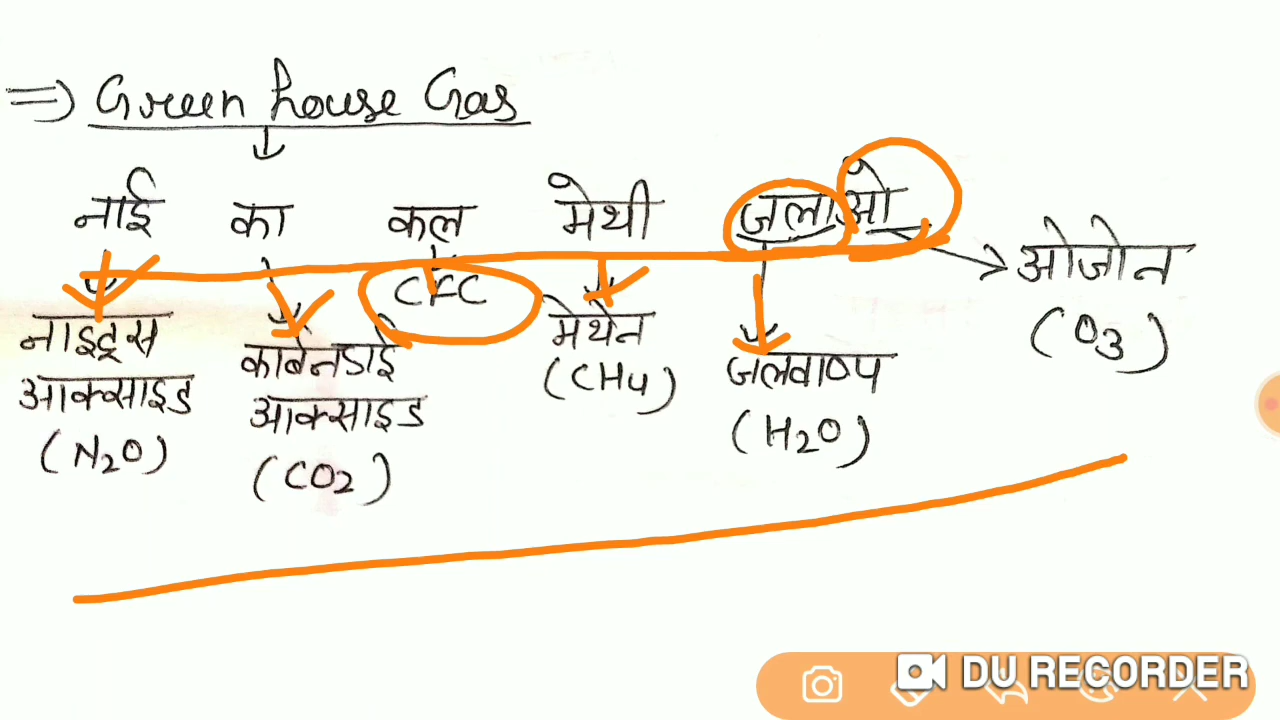 ⇒ Green house Gas
नाई का कल मेथी जलाओ
नाइट्रस आक्साइड (N2O)
कार्बनडाई आक्साइड (CO2)
CFC
मेथेन (CH4)
जलवाष्प (H2O)
ओजोन (O3)
DU RECORDER